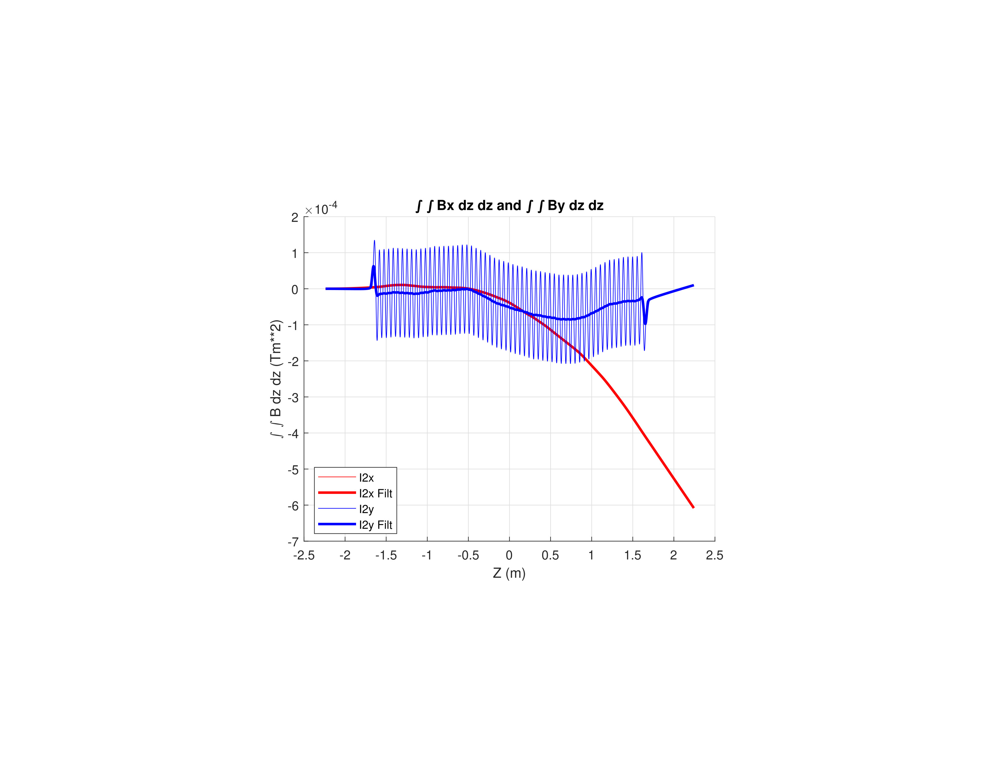 ∫ ∫ Bx dz dz and ∫ ∫ By dz dz
× 10-4
2
1
0
-1
-2
-3
-4
-5
-6
-7
∫ ∫ B dz dz (Tm**2)
I2x
I2x Filt
I2y
I2y Filt
-2.5 -2 -1.5 -1 -0.5 0 0.5 1 1.5 2 2.5
Z (m)